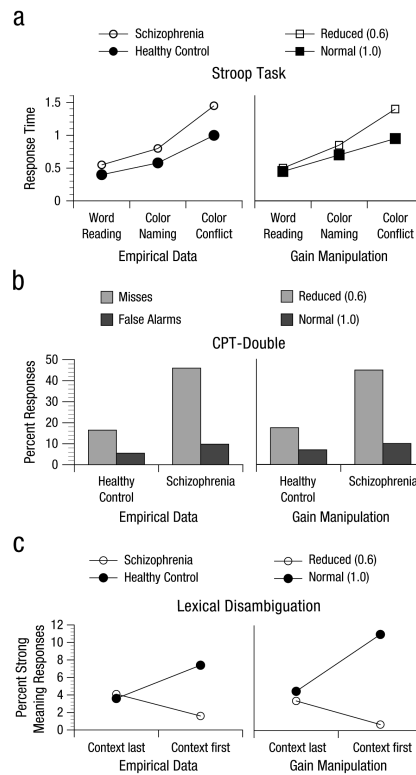 a
Schizophrenia
Healthy Control
Reduced (0.6)
Normal (1.0)
Stroop Task
Response Time
1.5
1
0.5
0
Word Reading
Color Naming
Color Conflict
Empirical Data
Word Reading
Color Naming
Color Conflict
Gain Manipulation
b
Misses
False Alarms
Reduced (0.6)
Normal (1.0)
CPT-Double
Percent Responses
50
40
30
20
10
0
Healthy Control
Schizophrenia
Empirical Data
Healthy Control
Schizophrenia
Gain Manipulation
c
Schizophrenia
Healthy Control
Reduced (0.6)
Normal (1.0)
Lexical Disambiguation
Percent Strong
Meaning Responses
12
10
8
6
4
2
0
Context last
Context first
Empirical Data
Context last
Context first
Gain Manipulation